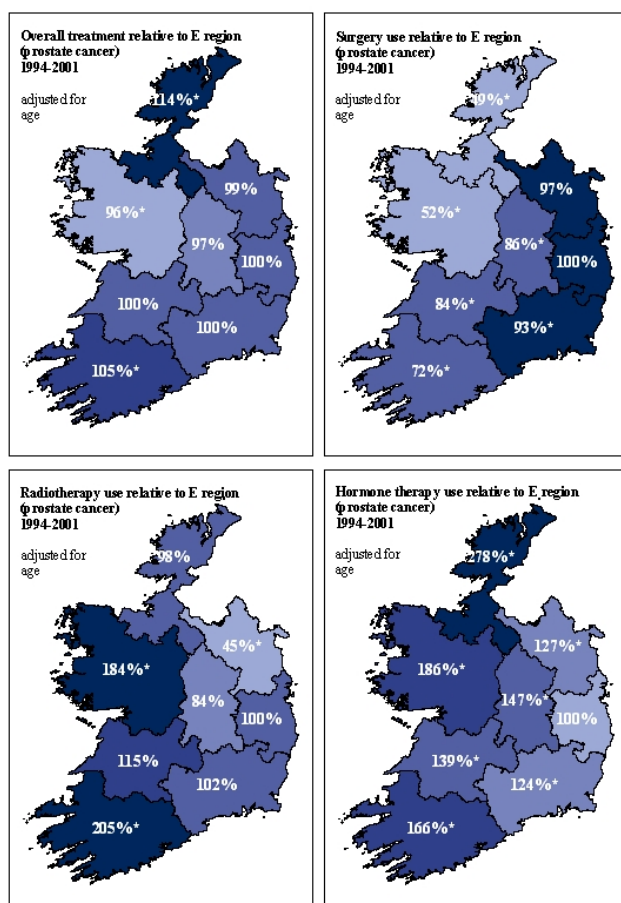 Overall treatment relative to E region
(prostate cancer)
1994-2001
adjusted for
age
114%*
99%
96%*
97%
100%
100%
100%
105%*
Surgery use relative to E region
(prostate cancer)
1994-2001
adjusted for
age
49%*
97%
52%*
86%*
100%
84%*
93%*
72%*
Radiotherapy use relative to E region
(prostate cancer)
1994-2001
adjusted for
age
98%
45%*
184%*
84%
100%
115%
102%
205%*
Hormone therapy use relative to E region
(prostate cancer)
1994-2001
adjusted for
age
278%*
127%*
186%*
147%*
100%
139%*
124%*
166%*